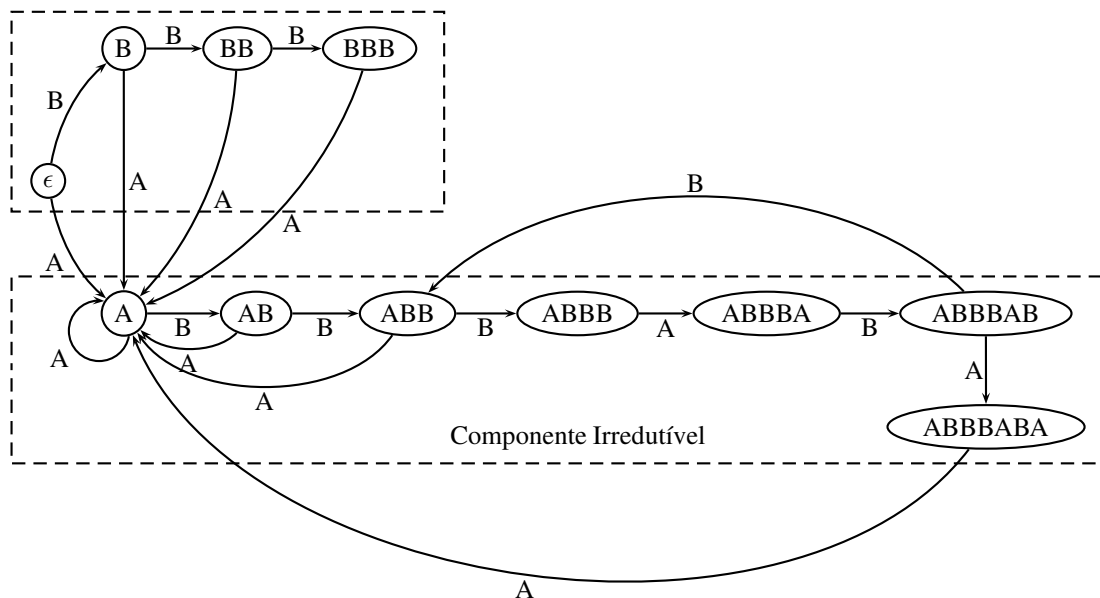 B B BB B BBB
B
ϵ
A A A
A
B
A B AB B ABB B ABBB A ABBBA B ABBBAB
A A A
A
ABBBABA
Componente Irredutível
A